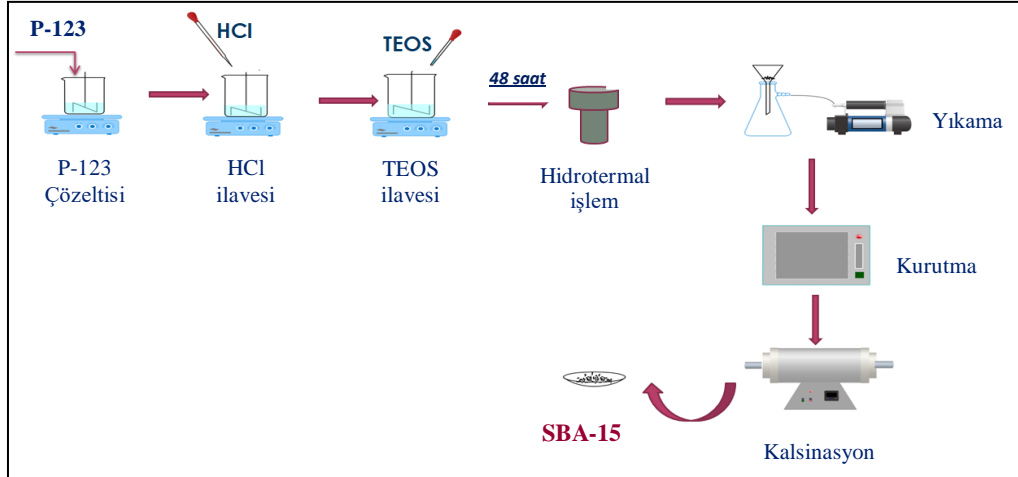 P-123
HCl
TEOS
48 saat
P-123
Çözeltisi
HCl
ilavesi
TEOS
ilavesi
Hidrotermal
işlem
Yıkama
Kurutma
SBA-15
Kalsinasyon